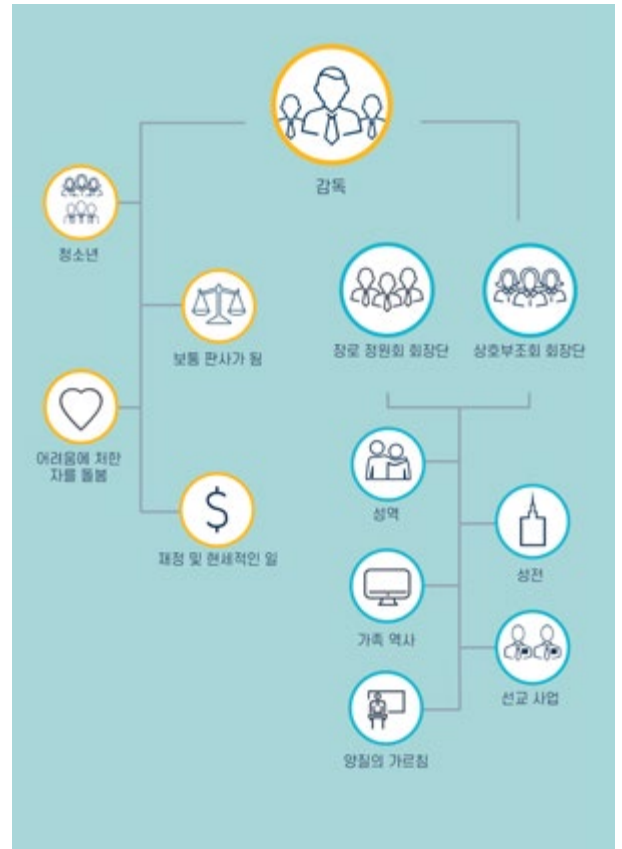 감독
청소년
보통 판사가 됨
어려움에 처한
자를 돌봄
재정 및 현세적인 일
장로 정원회 회장단
상호부조회 회장단
성역
성전
가족 역사
선교 사업
양질의 가르침